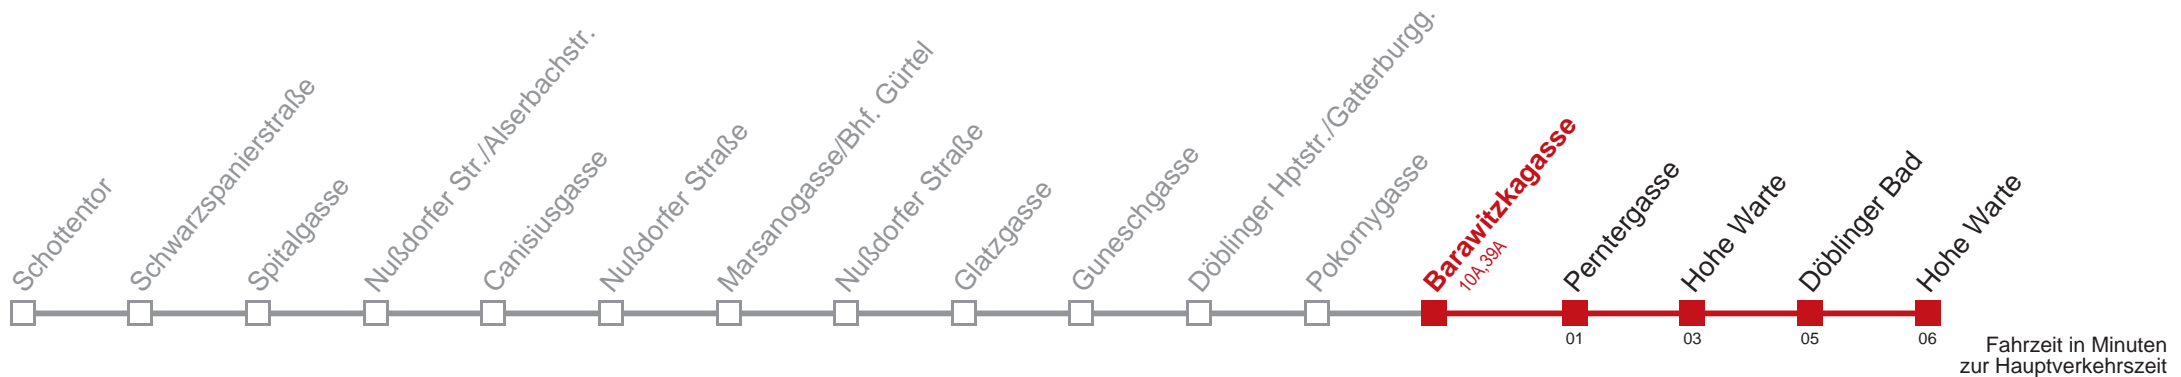 Schottentor
Schwarzspanierstraße
Spitalgasse
Nußdorfer Str./Alserbachstr.
Canisiusgasse
Nußdorfer Straße
Marsanogasse/Bhf. Gürtel
Nußdorfer Straße
Glatzgasse
Guneschgasse
Döblinger Hptstr./Gatterburgg.
Pokornygasse
Barawitzkagasse
10A,39A
Perntergasse
Hohe Warte
Döblinger Bad
Hohe Warte
01
03
05
06
Fahrzeit in Minuten
zur Hauptverkehrszeit